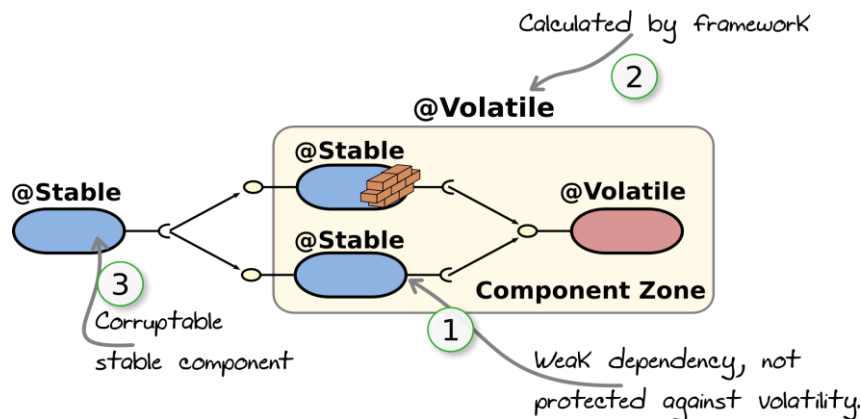 Calculated by framework
2
@Volatile
@Stable
@Stable
@Volatile
@Stable
Component Zone
3
1
Corruptable
stable component
Weak dependency, not
protected against volatility.